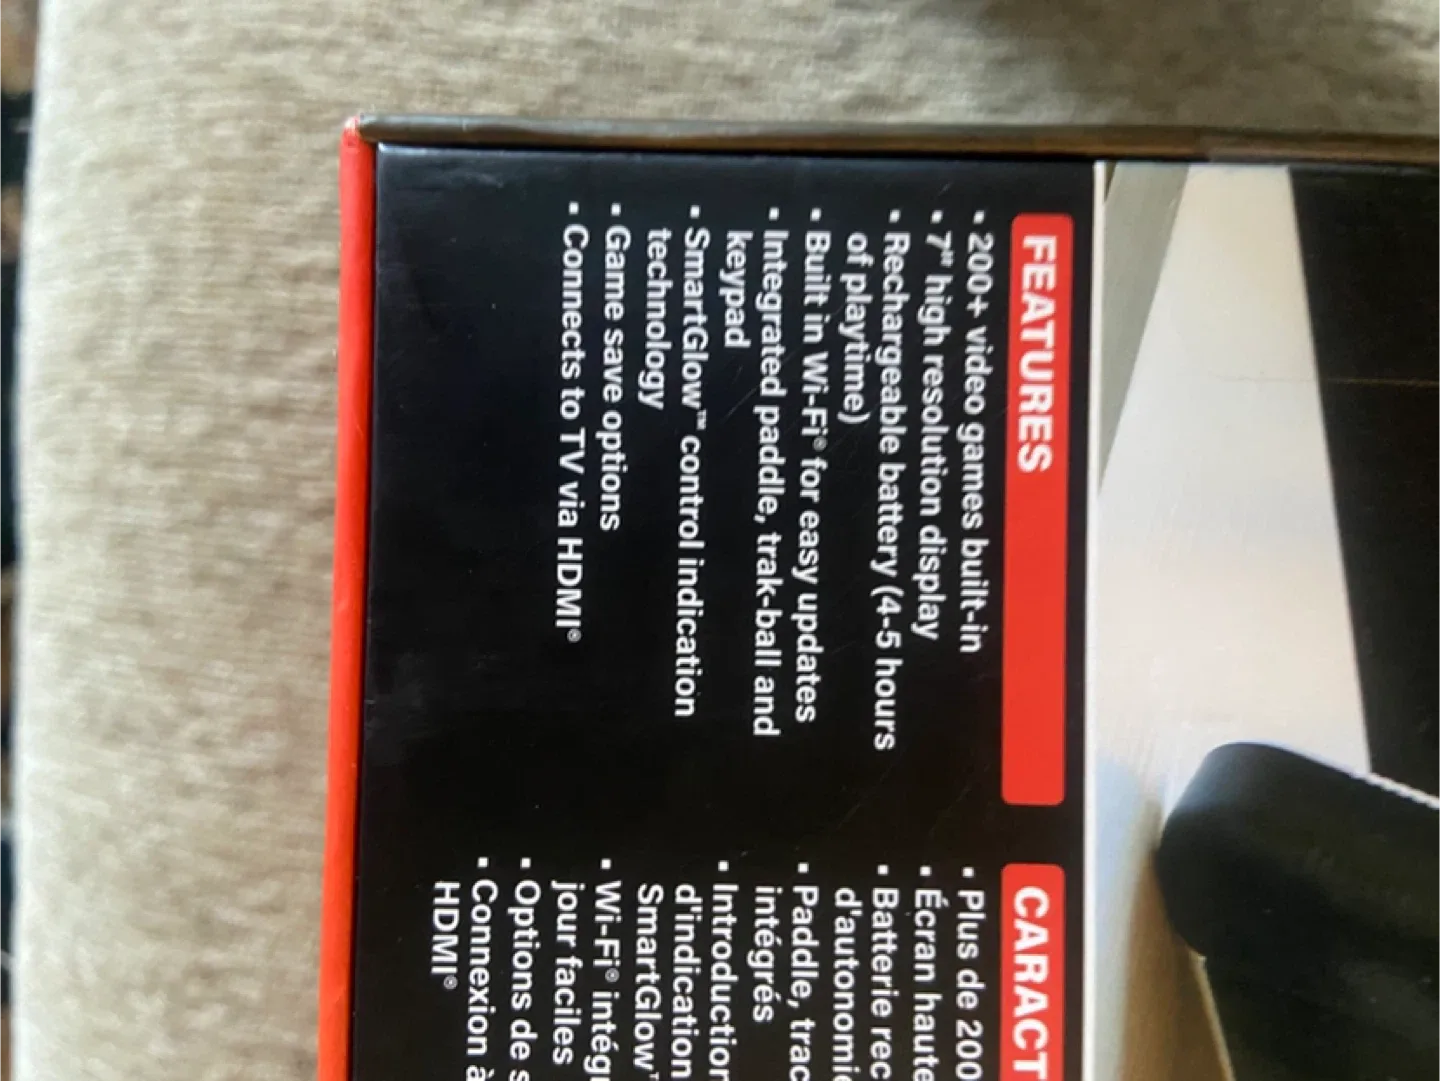 FEATURES
▪ 200+ video games built-in
▪ 7" high resolution display
▪ Rechargeable battery (4-5 hours
of playtime)
▪ Built in Wi-Fi® for easy updates
▪ Integrated paddle, trak-ball and
keypad
▪ SmartGlow™ control indication
technology
▪ Game save options
▪ Connects to TV via HDMI®
CARACT
▪ Plus de 200
▪ Écran haute
▪ Batterie rec
d'autonomie
▪ Paddle, trac
intégrés
▪ Introduction
d'indication
SmartGlow™
▪ Wi-Fi® intég
jour faciles
▪ Options de s
▪ Connexion à
HDMI®